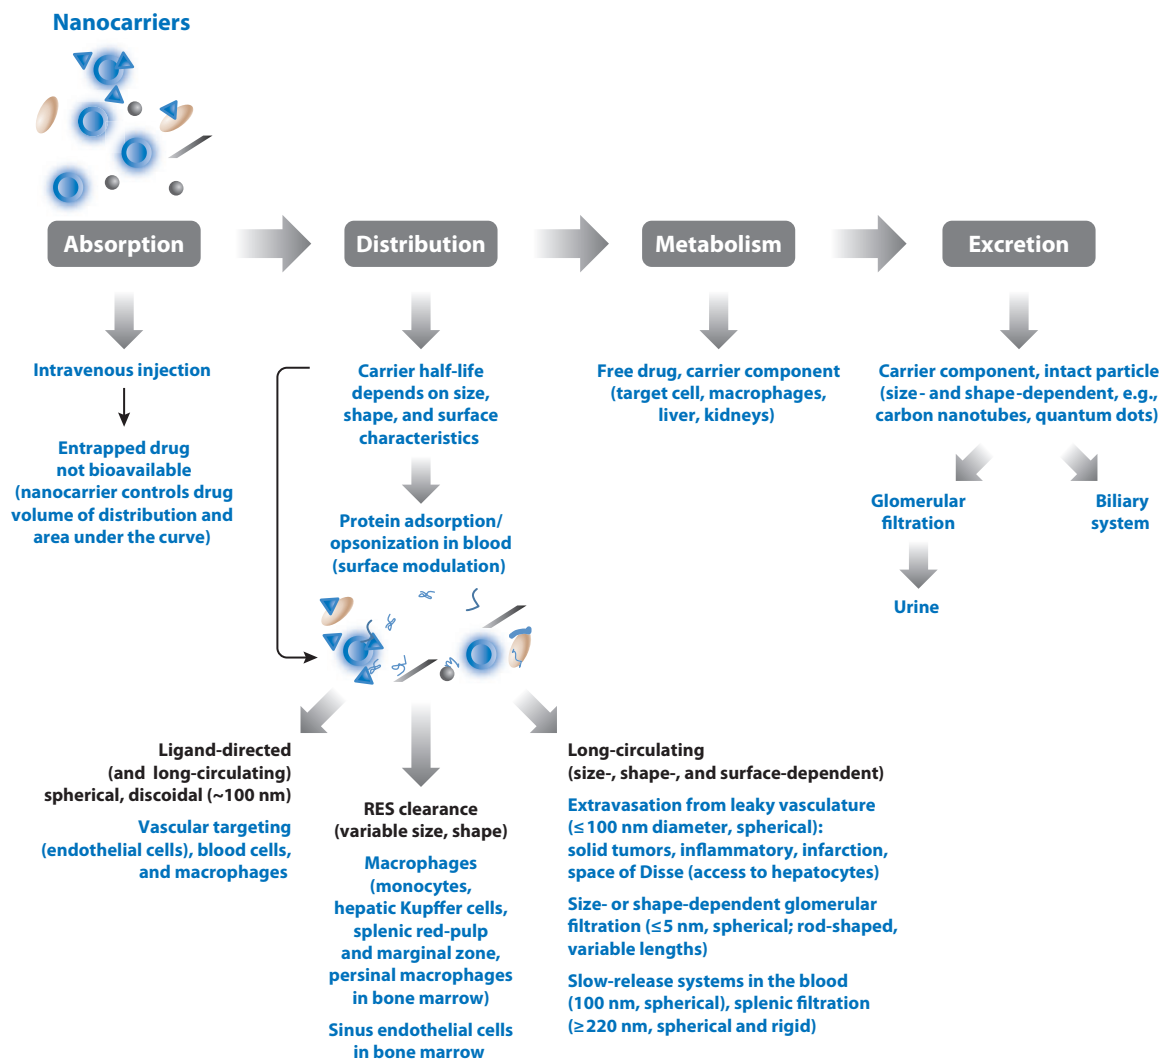 Nanocarriers
Absorption
Distribution
Metabolism
Excretion
Intravenous injection
Entrapped drug
not bioavailable
(nanocarrier controls drug
volume of distribution and
area under the curve)
Carrier half-life
depends on size,
shape, and surface
characteristics
Protein adsorption/
opsonization in blood
(surface modulation)
Free drug, carrier component
(target cell, macrophages,
liver, kidneys)
Carrier component, intact particle
(size- and shape-dependent, e.g.,
carbon nanotubes, quantum dots)
Glomerular
filtration
Biliary
system
Urine
Ligand-directed
(and long-circulating)
spherical, discoidal (~100 nm)
Vascular targeting
(endothelial cells), blood cells,
and macrophages
RES clearance
(variable size, shape)
Macrophages
(monocytes,
hepatic Kupffer cells,
splenic red-pulp
and marginal zone,
persinal macrophages
in bone marrow)
Sinus endothelial cells
in bone marrow
Long-circulating
(size-, shape-, and surface-dependent)
Extravasation from leaky vasculature
(≤100 nm diameter, spherical):
solid tumors, inflammatory, infarction,
space of Disse (access to hepatocytes)
Size- or shape-dependent glomerular
filtration (≤5 nm, spherical; rod-shaped,
variable lengths)
Slow-release systems in the blood
(100 nm, spherical), splenic filtration
(≥220 nm, spherical and rigid)